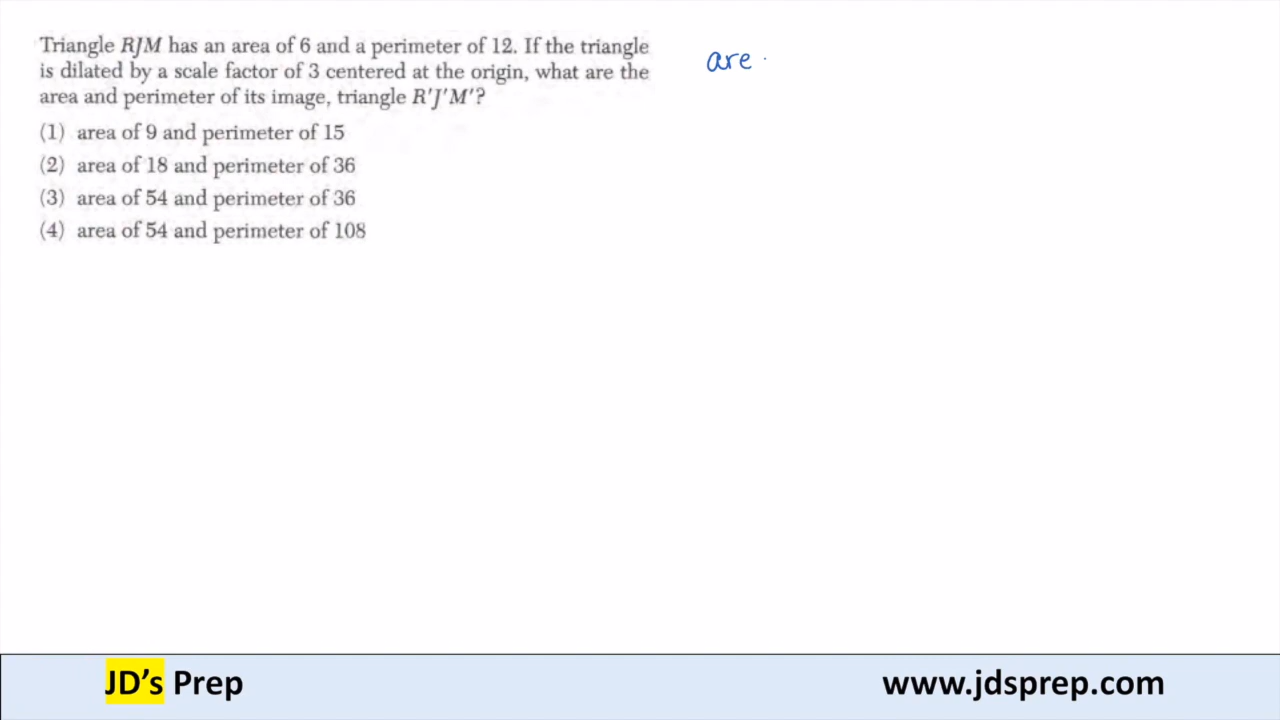 Triangle RJM has an area of 6 and a perimeter of 12. If the triangle
is dilated by a scale factor of 3 centered at the origin, what are the
area and perimeter of its image, triangle R'J'M'?
(1) area of 9 and perimeter of 15
(2) area of 18 and perimeter of 36
(3) area of 54 and perimeter of 36
(4) area of 54 and perimeter of 108
are
JD's Prep
www.jdsprep.com